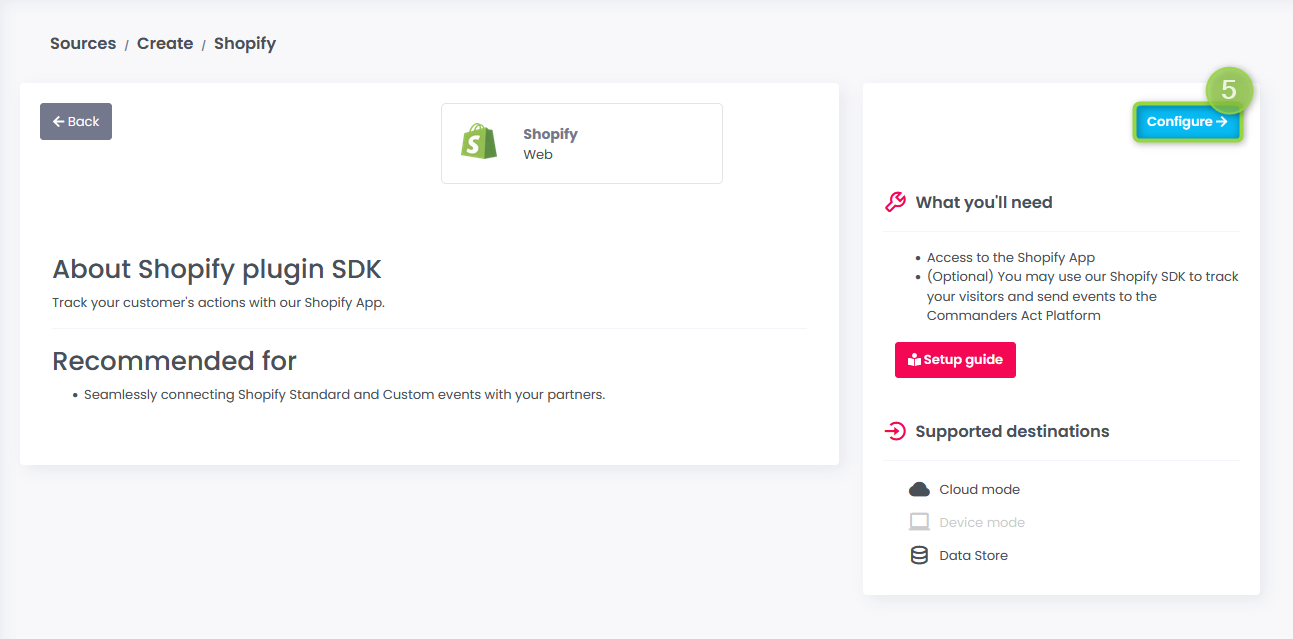 Sources / Create / Shopify
← Back
Shopify
Web
About Shopify plugin SDK
Track your customer's actions with our Shopify App.
Recommended for
• Seamlessly connecting Shopify Standard and Custom events with your partners.
5
Configure →
What you'll need
• Access to the Shopify App
• (Optional) You may use our Shopify SDK to track
your visitors and send events to the
Commanders Act Platform
Setup guide
Supported destinations
Cloud mode
Device mode
Data Store